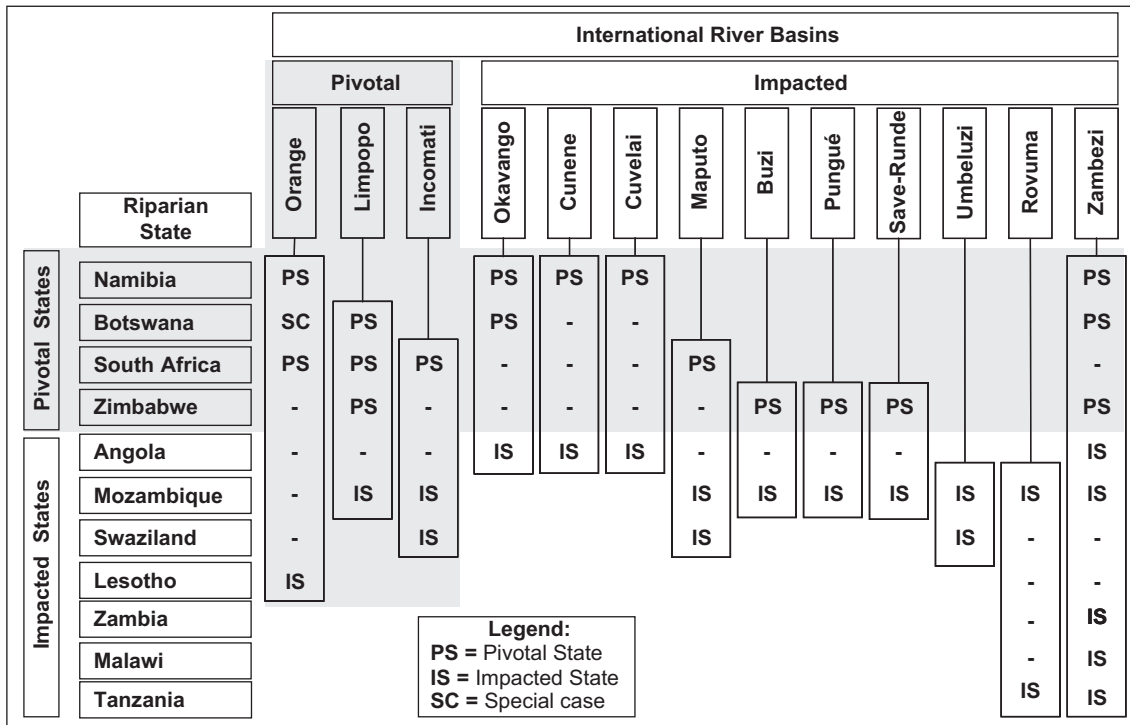 International River Basins
Pivotal Impacted
Orange Limpopo Incomati Okavango Cunene Cuvelai Maputo Buzi Pungué Save-Runde Umbeluzi Rovuma Zambezi
Riparian
State
Pivotal States
Namibia PS PS PS PS PS
Botswana SC PS PS - - PS
South Africa PS PS PS - - - PS -
Zimbabwe - PS - - - - - PS PS PS PS
Impacted States
Angola - - - IS IS IS - - - - IS
Mozambique - IS IS IS IS IS IS IS IS IS
Swaziland - IS IS IS - -
Lesotho IS - -
Zambia - IS
Malawi - IS
Tanzania IS IS
Legend:
PS = Pivotal State
IS = Impacted State
SC = Special case